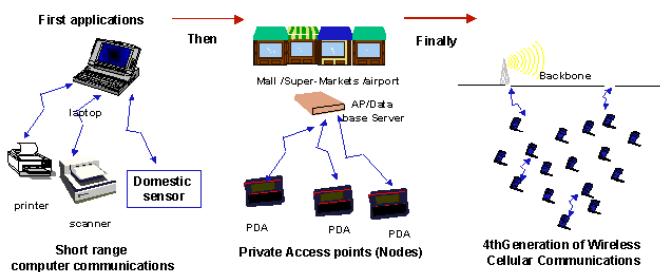 First applications
Then
Finally
Mall /Super-Markets /airport
Backbone
laptop
AP/Data
base Server
printer
scanner
Domestic
sensor
PDA
PDA
PDA
Short range
computer communications
Private Access points (Nodes)
4thGeneration of Wireless
Cellular Communications